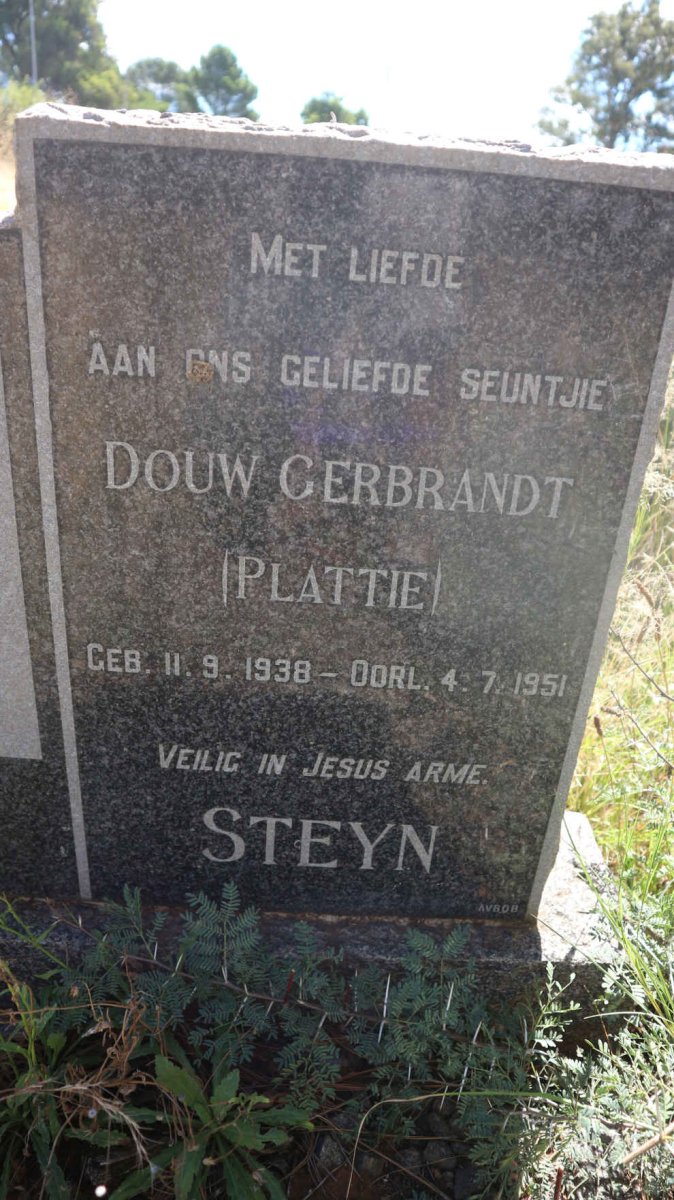 MET LIEFDE
AAN ONS GELIEFDE SEUNTJIE
DOUW GERBRANDT
(PLATTIE)
GEB. 11. 9. 1938 – OORL. 4. 7. 1951
VEILIG IN JESUS ARME.
STEYN
AVBOB